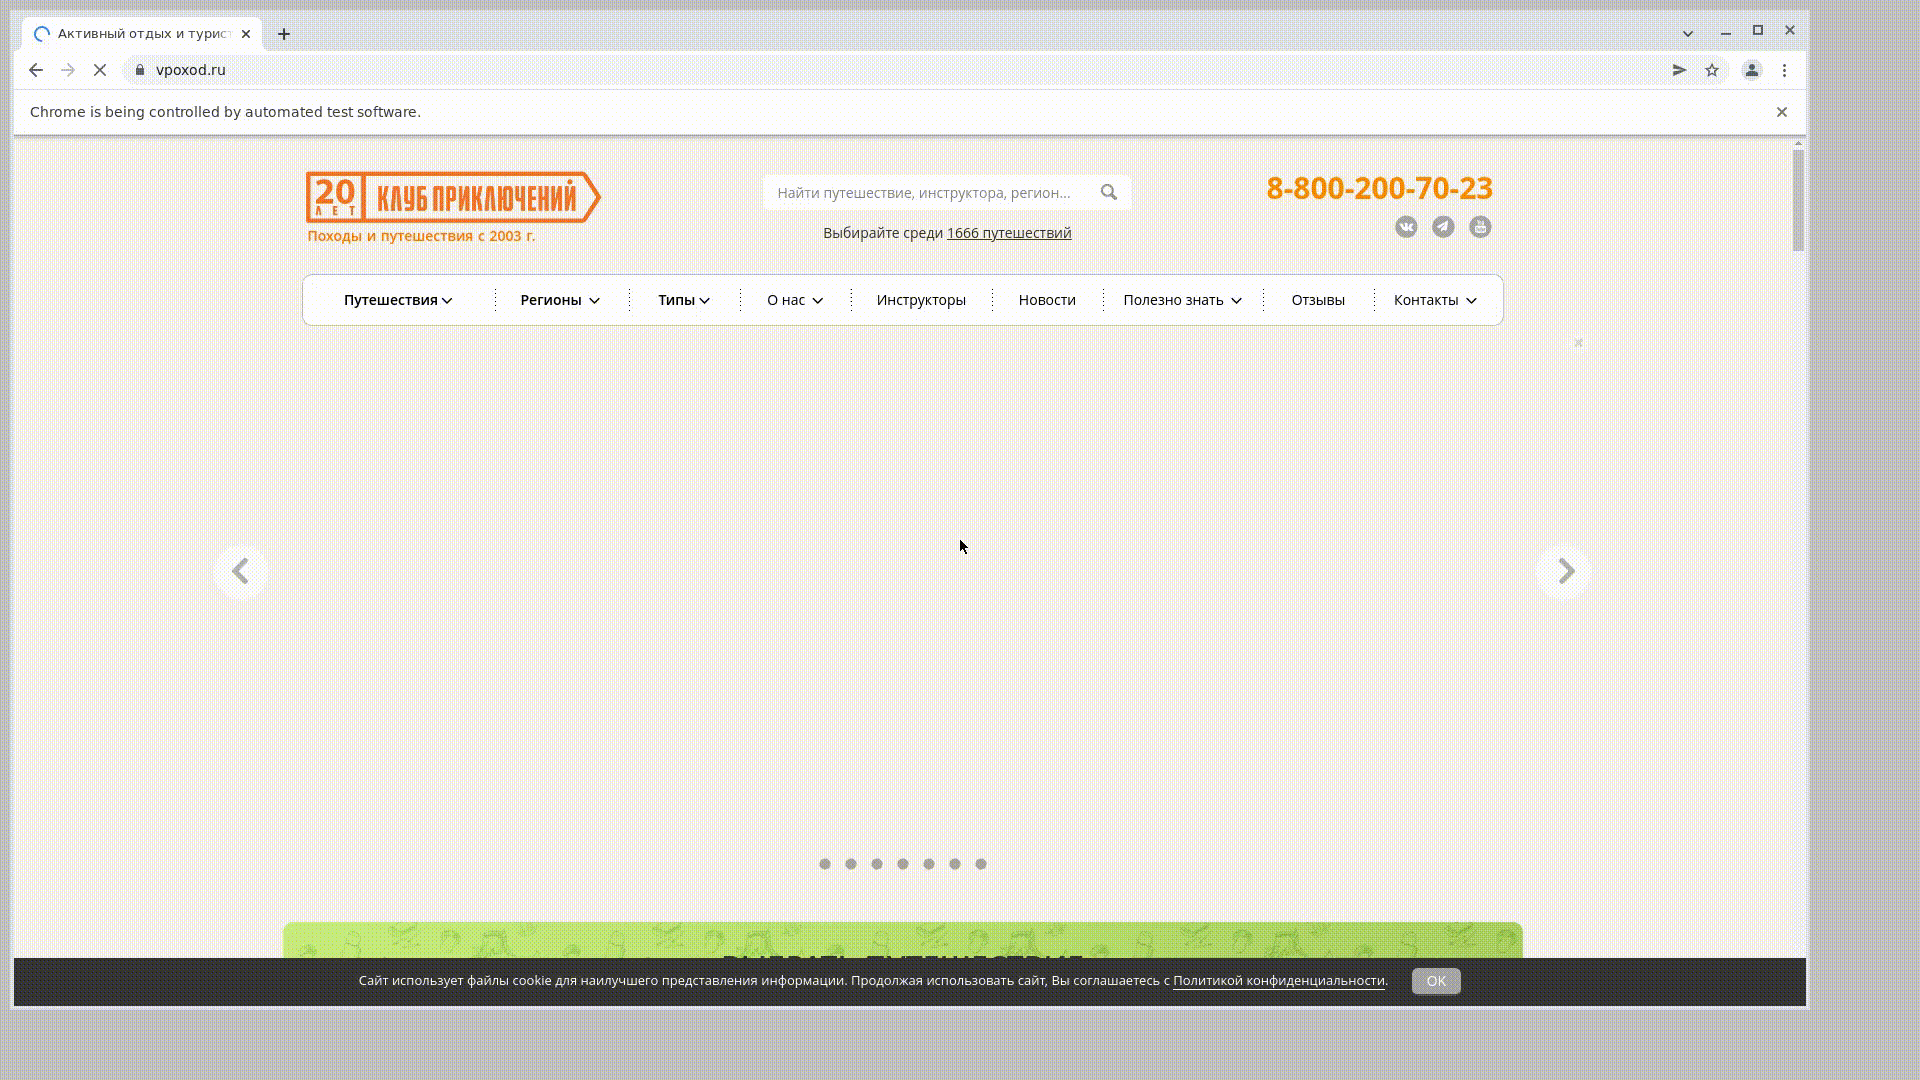 Активный отдых и турист
vpoxod.ru
Chrome is being controlled by automated test software.
20 ЛЕТ КЛУБ ПРИКЛЮЧЕНИЙ
Походы и путешествия с 2003 г.
Найти путешествие, инструктора, регион...
Выбирайте среди 1666 путешествий
8-800-200-70-23
Путешествия Регионы Типы О нас Инструкторы Новости Полезно знать Отзывы Контакты
Сайт использует файлы cookie для наилучшего представления информации. Продолжая использовать сайт, Вы соглашаетесь с Политикой конфиденциальности.
OK